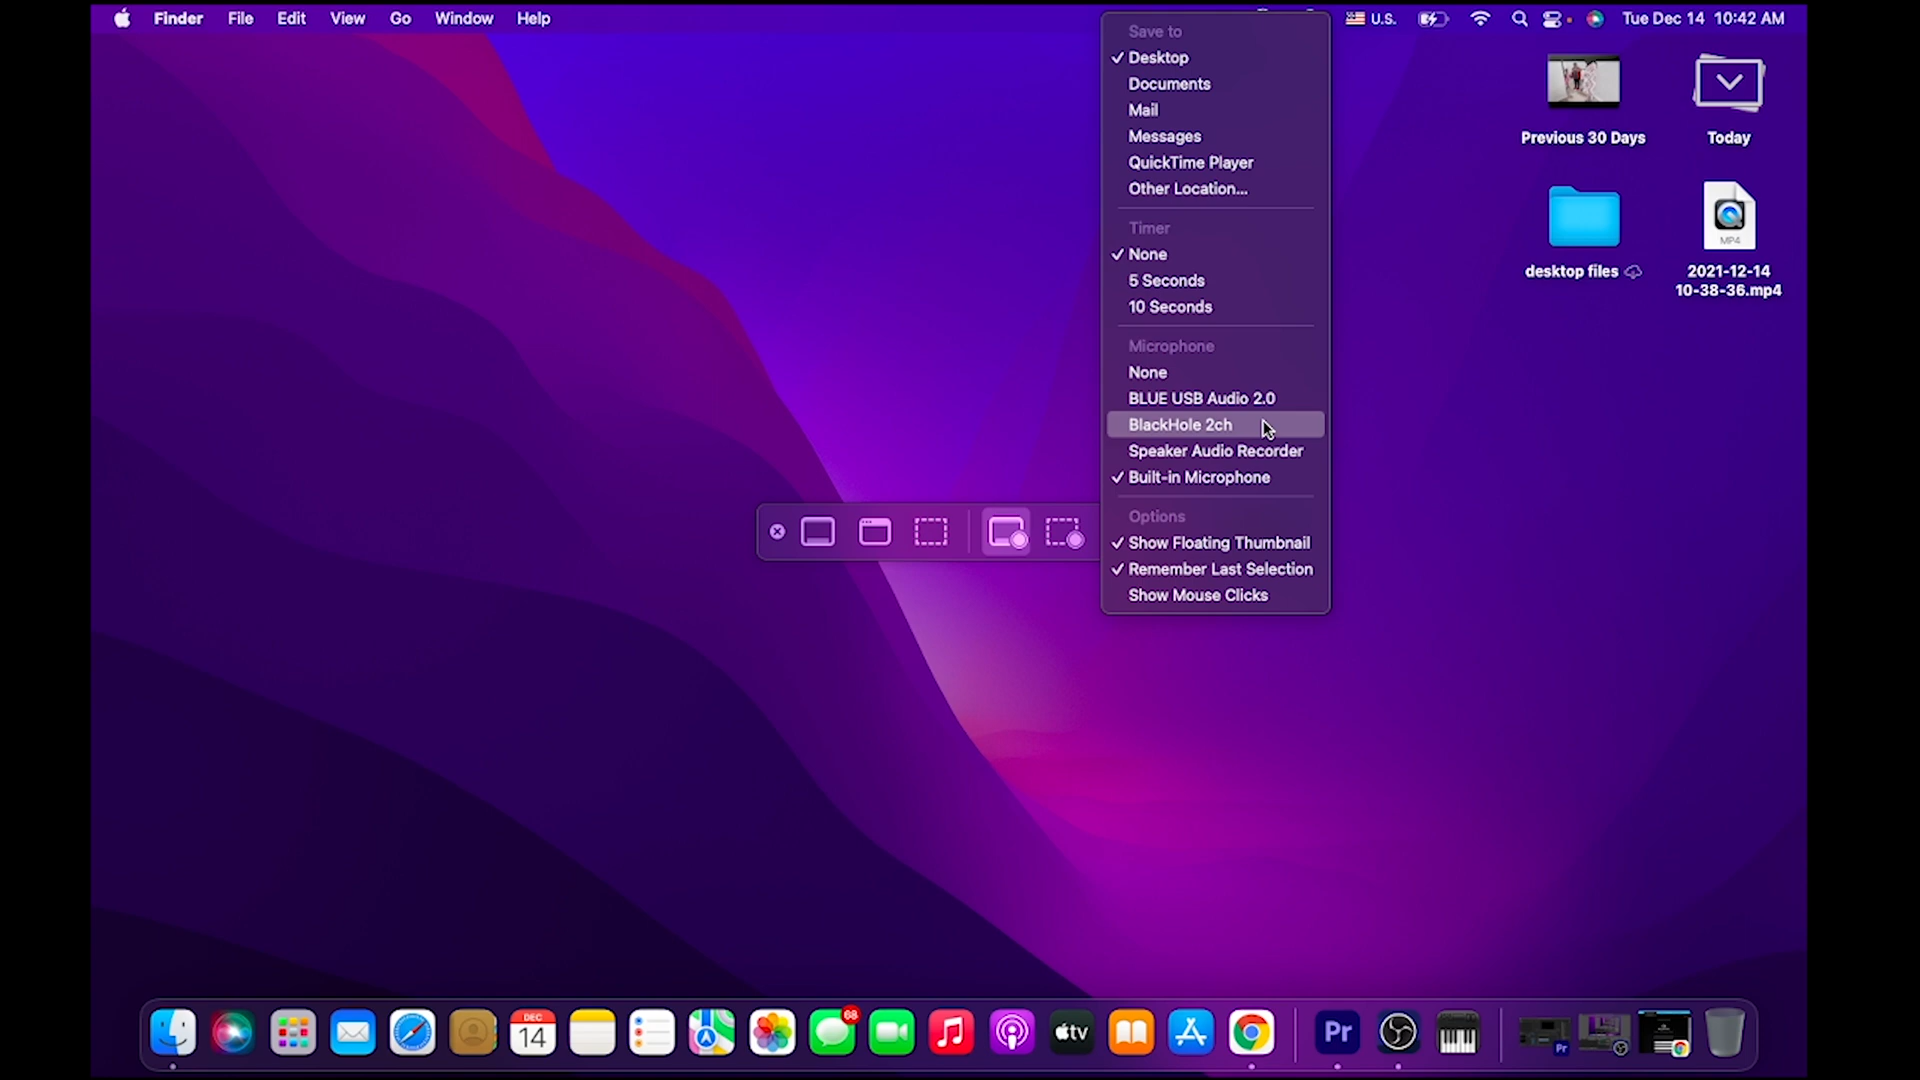 Finder File Edit View Go Window Help
U.S. Tue Dec 14 10:42 AM
Save to
✓ Desktop
Documents
Mail
Messages
QuickTime Player
Other Location...
Timer
✓ None
5 Seconds
10 Seconds
Microphone
None
BLUE USB Audio 2.0
BlackHole 2ch
Speaker Audio Recorder
✓ Built-in Microphone
Options
✓ Show Floating Thumbnail
✓ Remember Last Selection
Show Mouse Clicks
Previous 30 Days
Today
desktop files
MP4
2021-12-14
10-38-36.mp4
DEC
14
68
tv
Pr
Pr